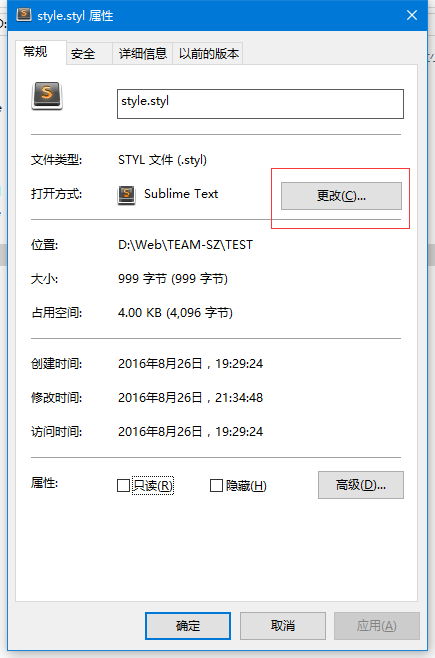 style.styl 属性
常规 安全 详细信息 以前的版本
style.styl
文件类型: STYL 文件 (.styl)
打开方式: Sublime Text 更改(C)...
位置: D:\Web\TEAM-SZ\TEST
大小: 999 字节 (999 字节)
占用空间: 4.00 KB (4,096 字节)
创建时间: 2016年8月26日，19:29:24
修改时间: 2016年8月26日，21:34:48
访问时间: 2016年8月26日，19:29:24
属性: 只读(R) 隐藏(H) 高级(D)...
确定 取消 应用(A)